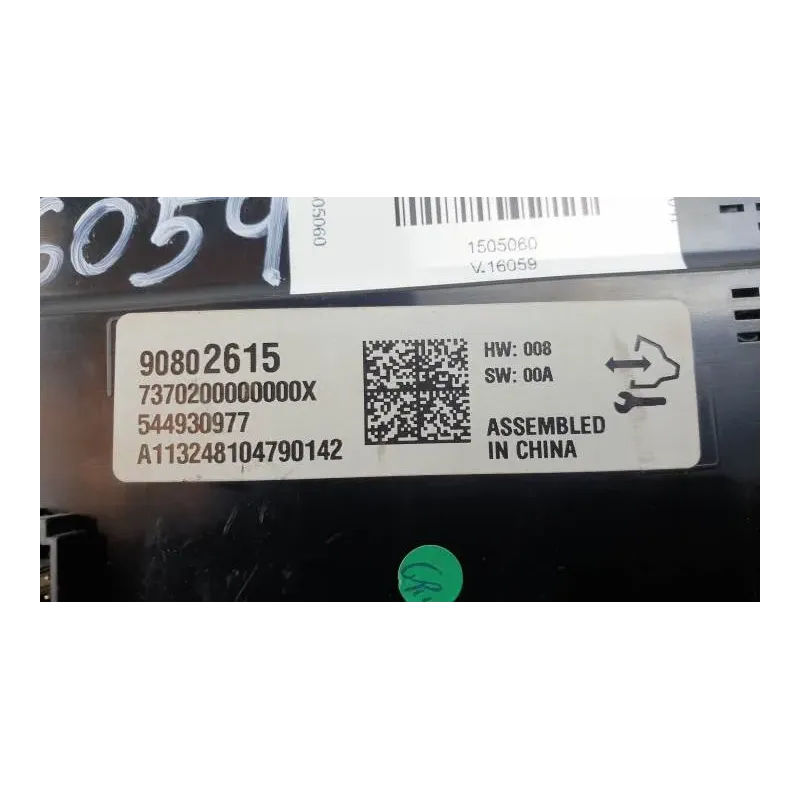 6059
05060
1505060
V.16059
90802615
7370200000000X
544930977
A113248104790142
HW: 008
SW: 00A
ASSEMBLED
IN CHINA